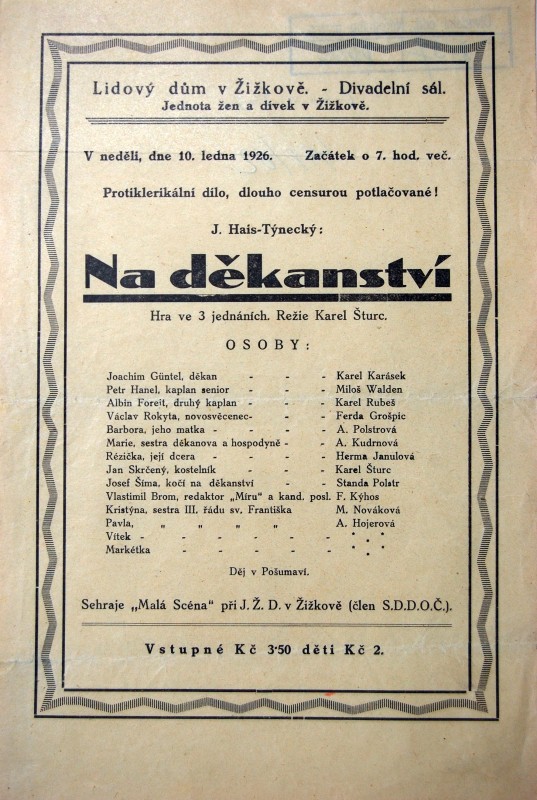 Lidový dům v Žižkově. - Divadelní sál.
Jednota žen a dívek v Žižkově.
V neděli, dne 10. ledna 1926. Začátek o 7. hod. več.
Protiklerikální dílo, dlouho censurou potlačované!
J. Hais-Týnecký:
Na děkanství
Hra ve 3 jednáních. Režie Karel Šturc.
OSOBY:
Joachim Güntel, děkan - - - Karel Karásek
Petr Hanel, kaplan senior - - - Miloš Walden
Albin Foreit, druhý kaplan - - - Karel Rubeš
Václav Rokyta, novosvěcenec - - - Ferda Grošpic
Barbora, jeho matka - - - - A. Polstrová
Marie, sestra děkanova a hospodyně - - A. Kudrnová
Rézička, její dcera - - - - Herma Janulová
Jan Skrčený, kostelník - - - Karel Šturc
Josef Šíma, kočí na děkanství - - Standa Polstr
Vlastimil Brom, redaktor „Míru" a kand. posl. F. Kýhos
Kristýna, sestra III. řádu sv. Františka M. Nováková
Pavla, „ „ „ „ A. Hojerová
Vítek - - - - - - * * *
Markétka - - - - - * * *
Děj v Pošumaví.
Sehraje „Malá Scéna" při J. Ž. D. v Žižkově (člen S.D.D.O.Č.).
Vstupné Kč 3·50 děti Kč 2.